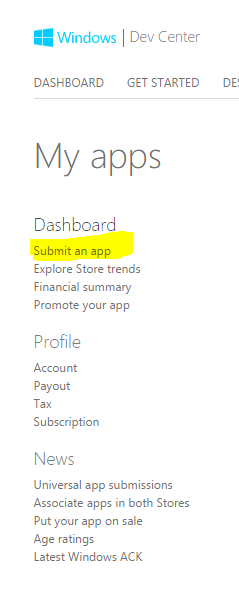 Windows | Dev Center
DASHBOARD GET STARTED DES
My apps
Dashboard
Submit an app
Explore Store trends
Financial summary
Promote your app
Profile
Account
Payout
Tax
Subscription
News
Universal app submissions
Associate apps in both Stores
Put your app on sale
Age ratings
Latest Windows ACK